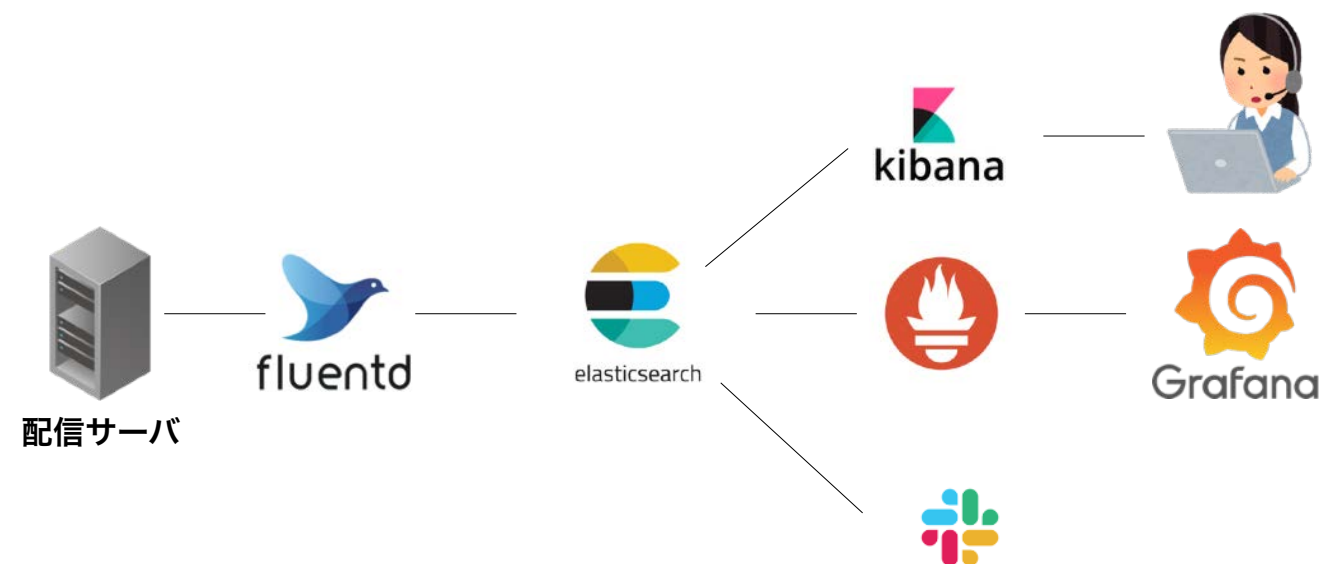 kibana
fluentd
elasticsearch
Grafana
配信サーバ